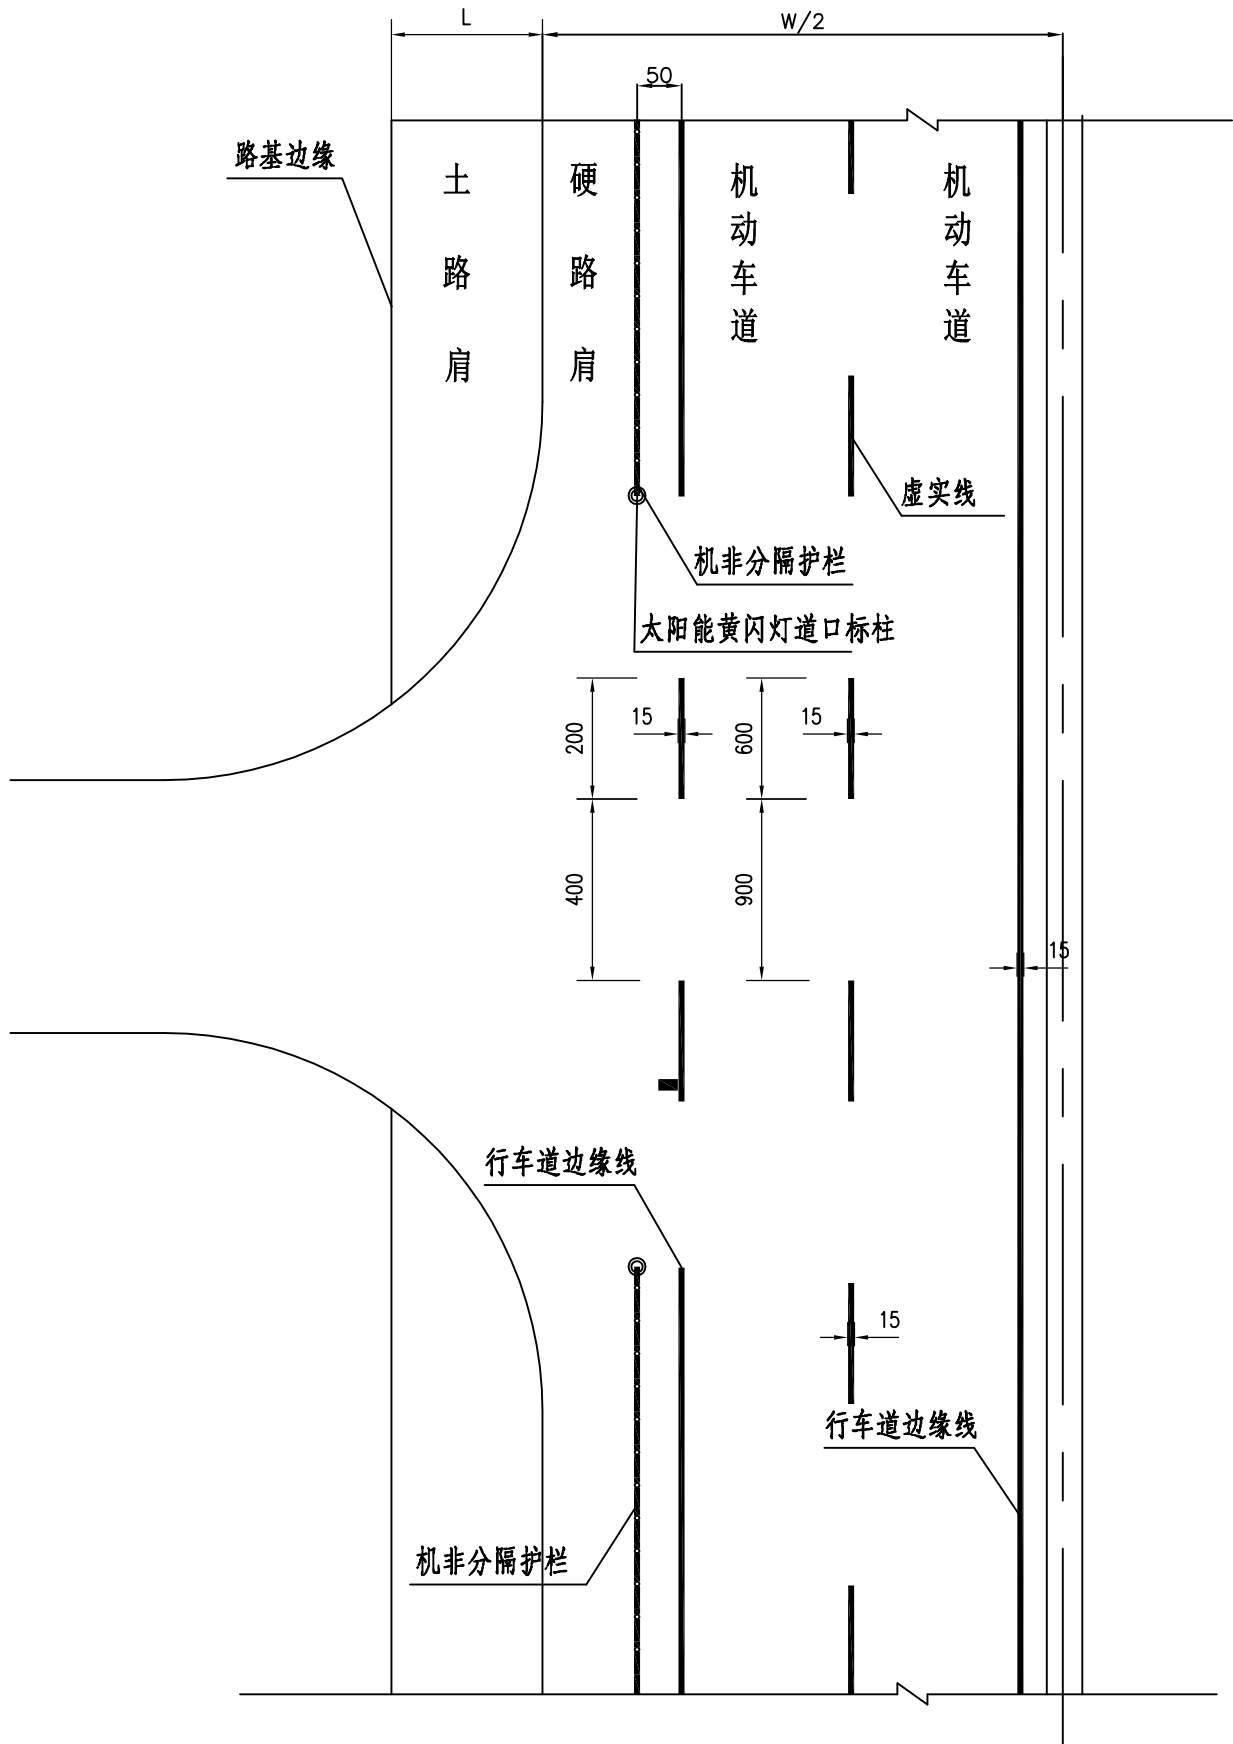 L
W/2
50
路基边缘
土路肩
硬路肩
机动车道
机动车道
虚实线
机非分隔护栏
太阳能黄闪灯道口标柱
15
15
200
600
400
900
15
行车道边缘线
15
行车道边缘线
机非分隔护栏